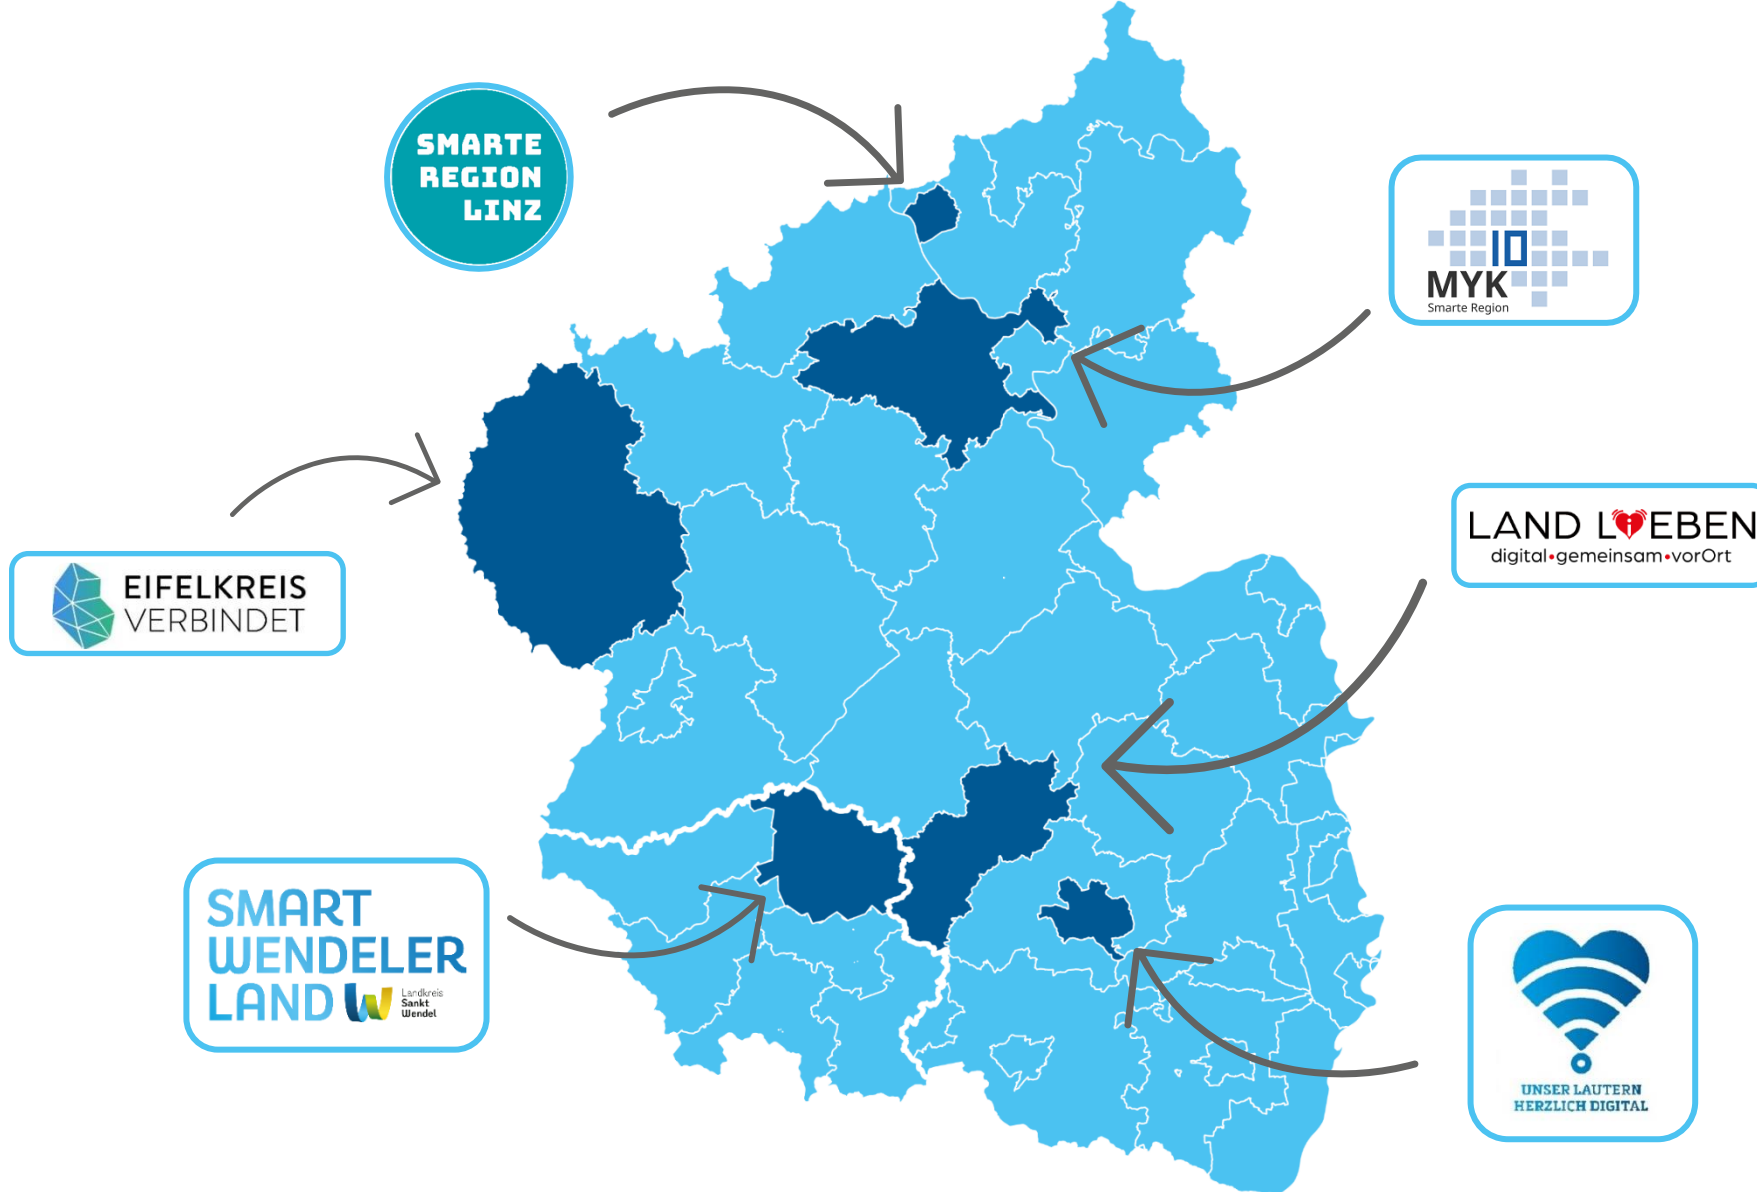 SMARTE
REGION
LINZ
10
MYK
Smarte Region
LAND LIEBEN
digital•gemeinsam•vorOrt
EIFELKREIS
VERBINDET
SMART
WENDELER
LAND
Landkreis
Sankt
Wendel
UNSER LAUTERN
HERZLICH DIGITAL